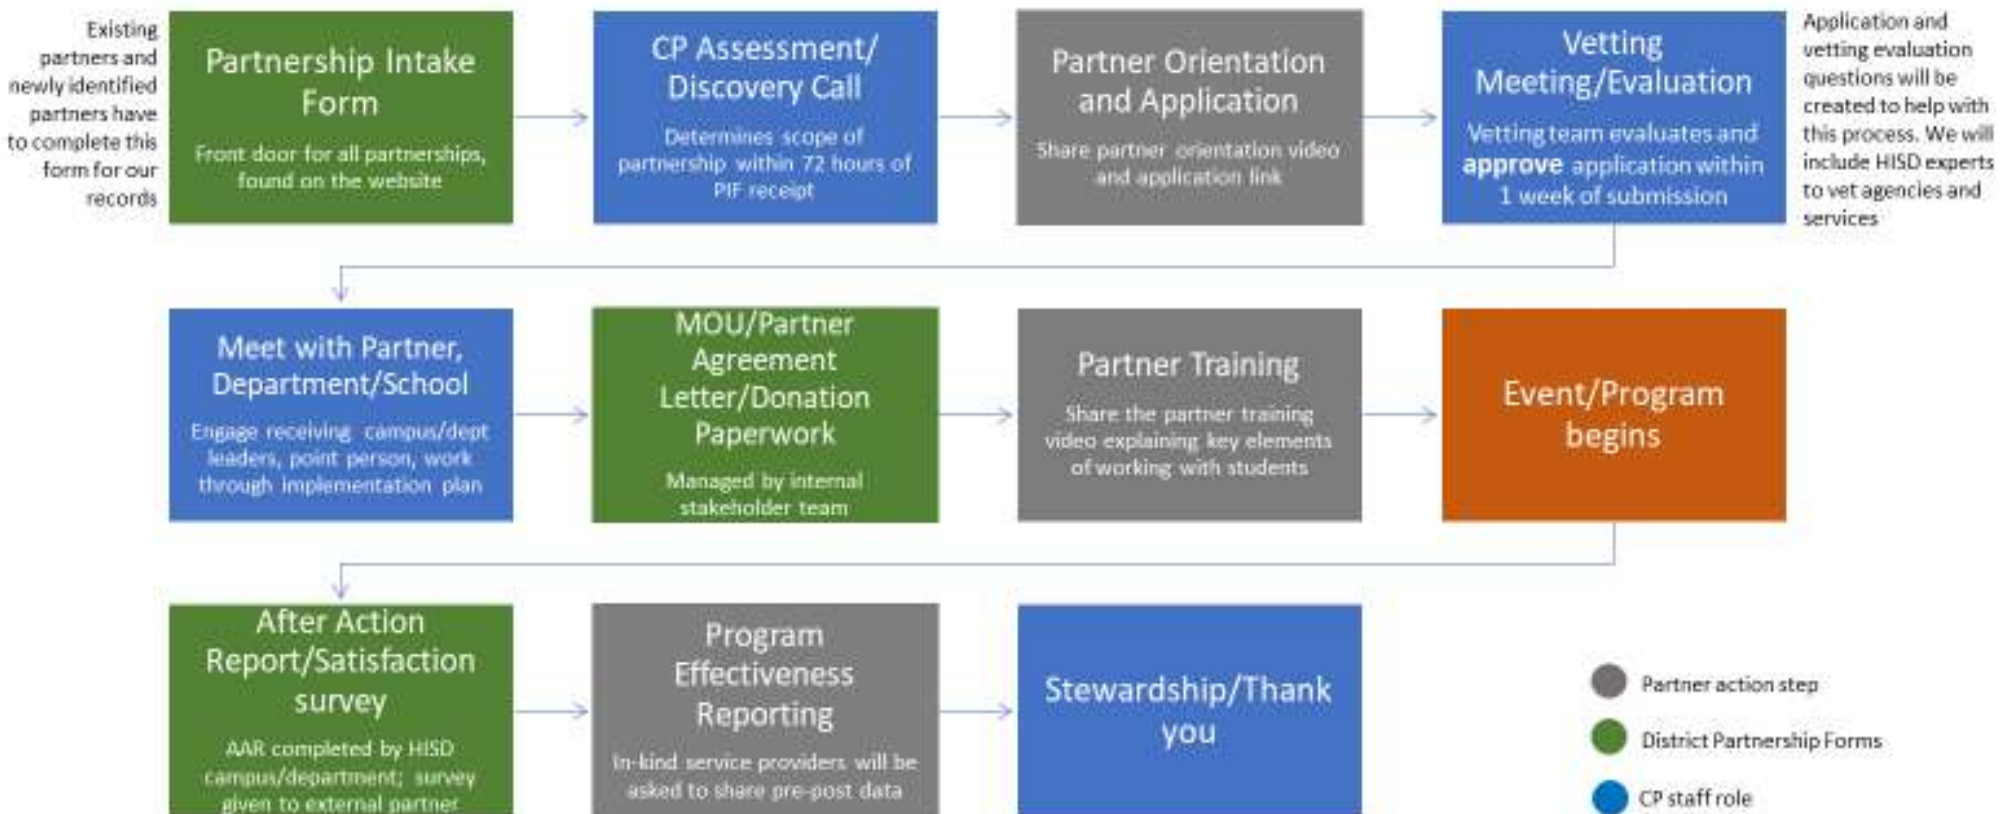 Existing
partners and
newly identified
partners have
to complete this
form for our
records
Partnership Intake
Form
Front door for all partnerships,
found on the website
CP Assessment/
Discovery Call
Determines scope of
partnership within 72 hours of
PIF receipt
Partner Orientation
and Application
Share partner orientation video
and application link
Vetting
Meeting/Evaluation
Vetting team evaluates and
approve application within
1 week of submission
Application and
vetting evaluation
questions will be
created to help with
this process. We will
include HISD experts
to vet agencies and
services
Meet with Partner,
Department/School
Engage receiving campus/dept
leaders, point person, work
through implementation plan
MOU/Partner
Agreement
Letter/Donation
Paperwork
Managed by internal
stakeholder team
Partner Training
Share the partner training
video explaining key elements
of working with students
Event/Program
begins
After Action
Report/Satisfaction
survey
AAR completed by HISD
campus/department; survey
given to external partner
Program
Effectiveness
Reporting
In-kind service providers will be
asked to share pre-post data
Stewardship/Thank
you
Partner action step
District Partnership Forms
CP staff role